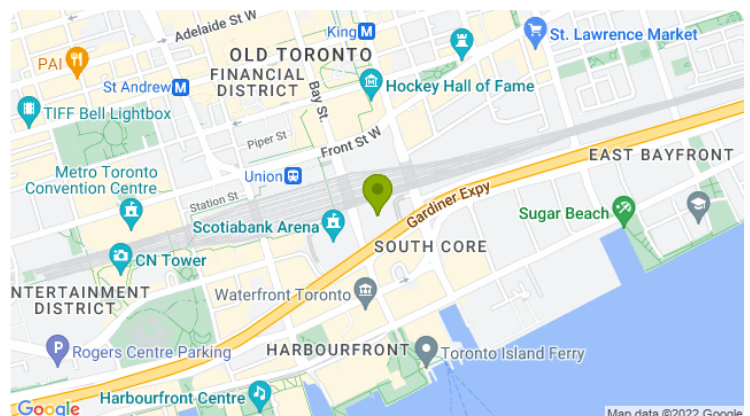 Adelaide St W
King M
St. Lawrence Market
PAI
OLD TORONTO
FINANCIAL
DISTRICT
St Andrew M
Hockey Hall of Fame
Bay St.
TIFF Bell Lightbox
Piper St
Front St W
Metro Toronto
Convention Centre
Union
EAST BAYFRONT
Station St
Gardiner Expy
Sugar Beach
Scotiabank Arena
SOUTH CORE
CN Tower
NTERTAINMENT
DISTRICT
Waterfront Toronto
P
Rogers Centre Parking
HARBOURFRONT
Toronto Island Ferry
Harbourfront Centre
Google
Map data ©2022 Google